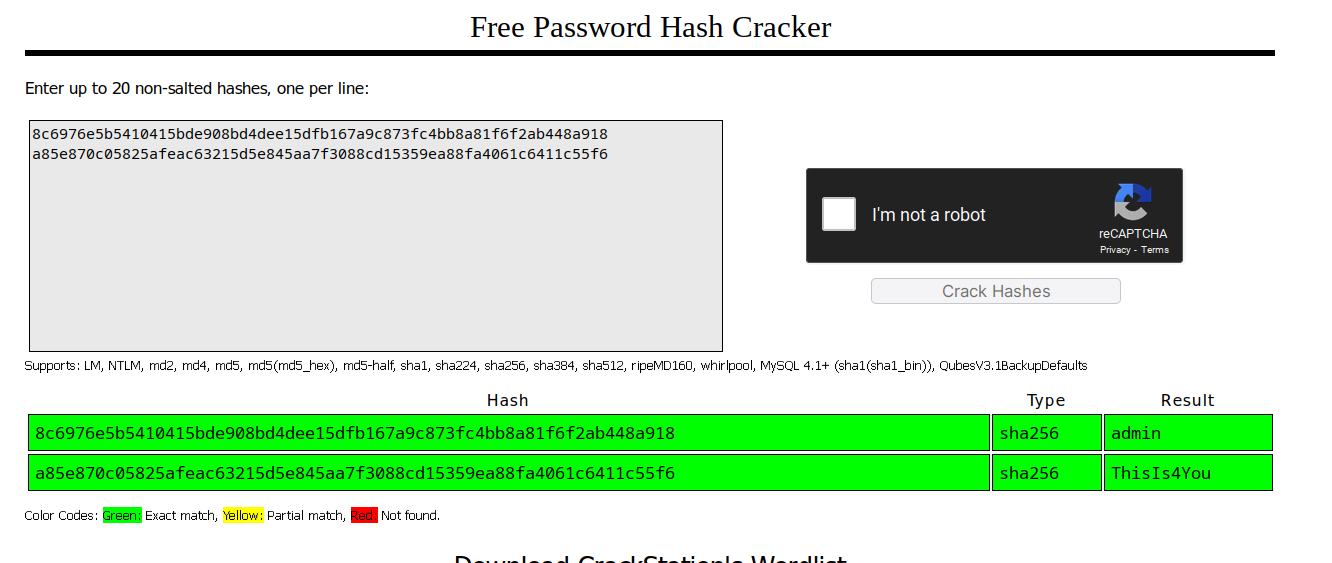 Free Password Hash Cracker
Enter up to 20 non-salted hashes, one per line:
8c6976e5b5410415bde908bd4dee15dfb167a9c873fc4bb8a81f6f2ab448a918
a85e870c05825afeac63215d5e845aa7f3088cd15359ea88fa4061c6411c55f6
I'm not a robot
reCAPTCHA
Privacy - Terms
Crack Hashes
Supports: LM, NTLM, md2, md4, md5, md5(md5_hex), md5-half, sha1, sha224, sha256, sha384, sha512, ripeMD160, whirlpool, MySQL 4.1+ (sha1(sha1_bin)), QubesV3.1BackupDefaults
Hash Type Result
8c6976e5b5410415bde908bd4dee15dfb167a9c873fc4bb8a81f6f2ab448a918 sha256 admin
a85e870c05825afeac63215d5e845aa7f3088cd15359ea88fa4061c6411c55f6 sha256 ThisIs4You
Color Codes: Green: Exact match, Yellow: Partial match, Red: Not found.
Download CrackStation's Wordlist